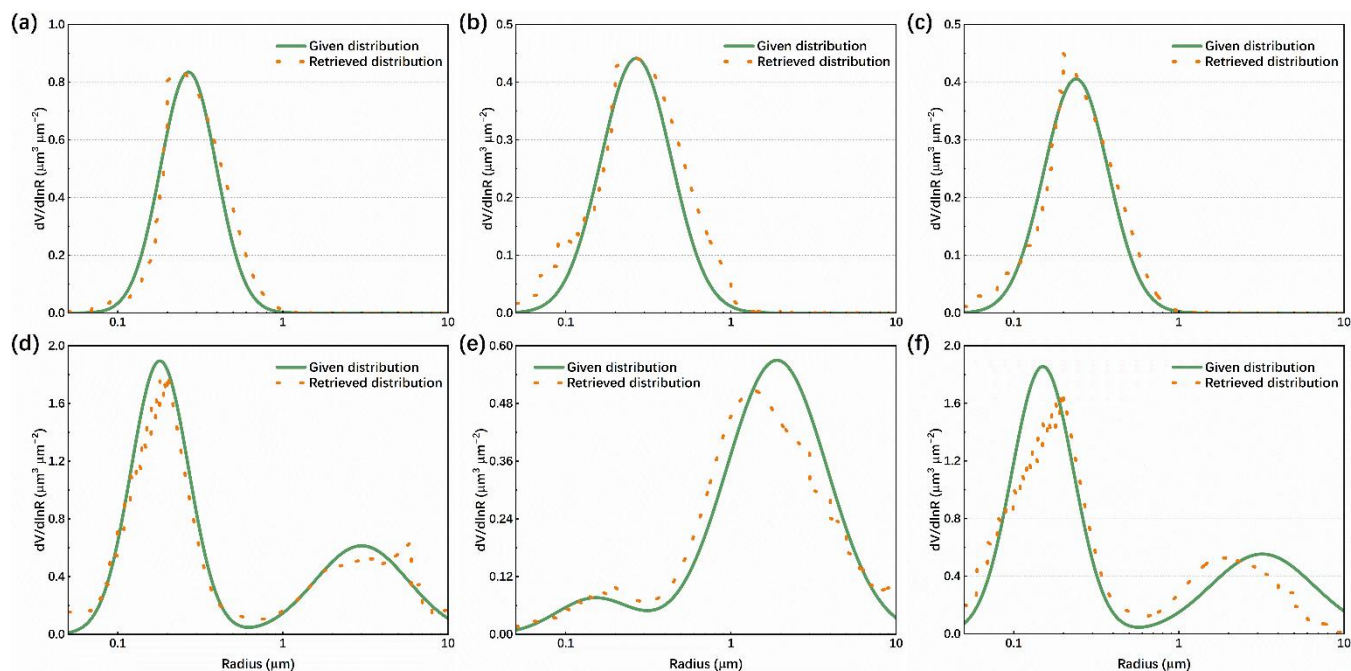 (a)
1.0
0.8
0.6
0.4
0.2
0.0
dV/dlnR (μm³ μm⁻²)
Given distribution
Retrieved distribution
0.1 1 10
(b)
0.5
0.4
0.3
0.2
0.1
0.0
dV/dlnR (μm³ μm⁻²)
Given distribution
Retrieved distribution
0.1 1 10
(c)
0.5
0.4
0.3
0.2
0.1
0.0
dV/dlnR (μm³ μm⁻²)
Given distribution
Retrieved distribution
0.1 1 10
(d)
2.0
1.6
1.2
0.8
0.4
0.0
dV/dlnR (μm³ μm⁻²)
Given distribution
Retrieved distribution
0.1 1 10
Radius (μm)
(e)
0.60
0.48
0.36
0.24
0.12
0.00
dV/dlnR (μm³ μm⁻²)
Given distribution
Retrieved distribution
0.1 1 10
Radius (μm)
(f)
2.0
1.6
1.2
0.8
0.4
0.0
dV/dlnR (μm³ μm⁻²)
Given distribution
Retrieved distribution
0.1 1 10
Radius (μm)